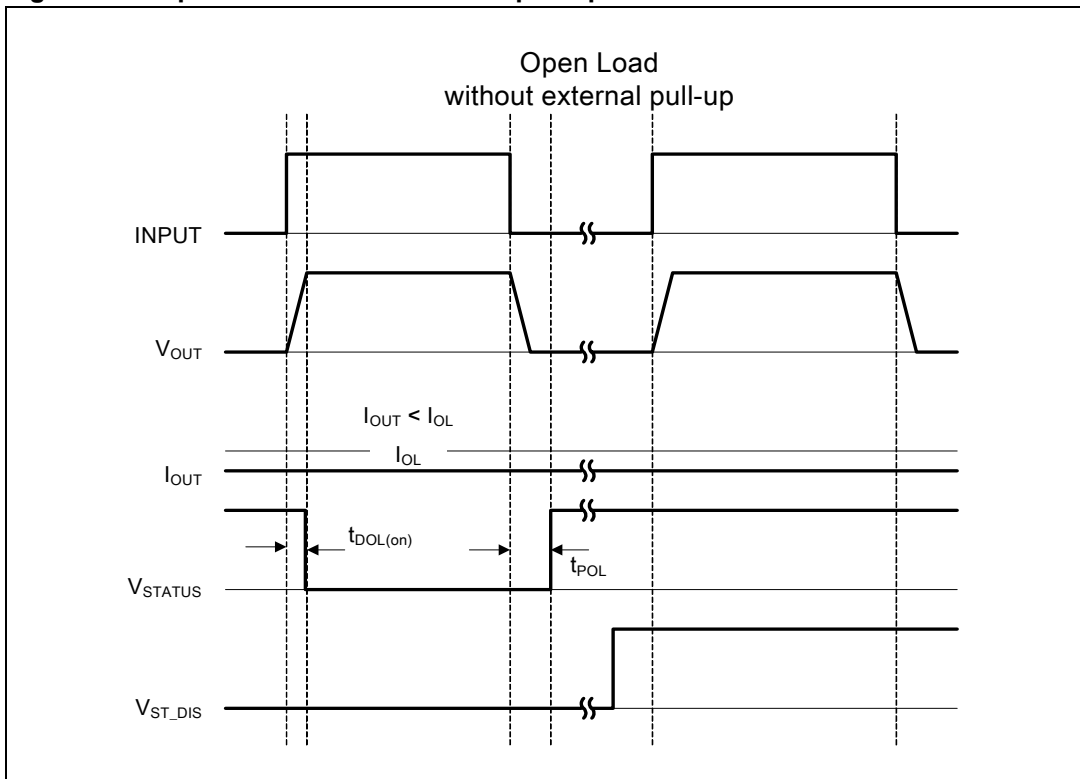 Open Load
without external pull-up
INPUT
VOUT
IOUT < IOL
IOL
IOUT
tDOL(on)
tPOL
VSTATUS
VST_DIS